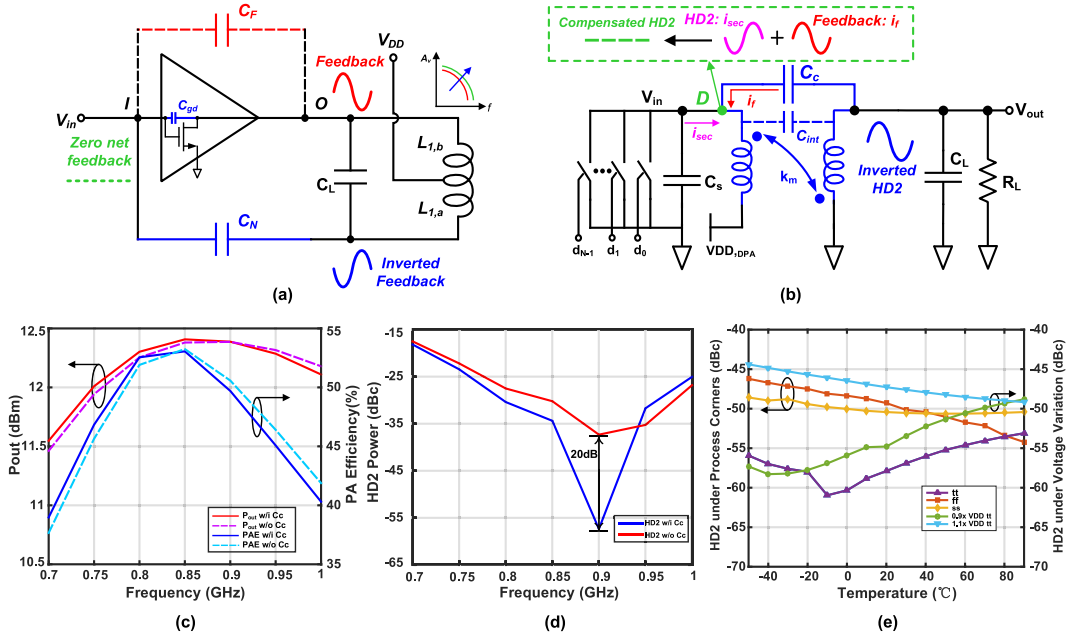 C_F
V_DD
I
C_gd
V_in
O
Feedback
A_v
f
Zero net
feedback
L_1,b
C_L
L_1,a
C_N
Inverted
Feedback
(a)
Compensated HD2
HD2: i_sec
+
Feedback: i_f
C_c
V_in
D
i_f
V_out
i_sec
C_int
C_s
k_m
Inverted
HD2
C_L
R_L
VDD,DPA
d_N-1
d_1
d_0
(b)
12.5
12
11.5
11
10.5
Pout (dBm)
54
50
45
40
35
PA Efficiency(%)
P_out w/i Cc
P_out w/o Cc
PAE w/i Cc
PAE w/o Cc
0.7 0.75 0.8 0.85 0.9 0.95 1
Frequency (GHz)
(c)
-15
-25
-35
-45
-55
-65
HD2 Power (dBc)
20dB
HD2 w/i Cc
HD2 w/o Cc
0.7 0.75 0.8 0.85 0.9 0.95 1
Frequency (GHz)
(d)
-40
-45
-50
-55
-60
-65
-70
HD2 under Process Corners (dBc)
-40
-45
-50
-55
-60
-65
-70
HD2 under Voltage Variation (dBc)
tt
ff
ss
0.9x VDD tt
1.1x VDD tt
-40 -20 0 20 40 60 80
Temperature (℃)
(e)